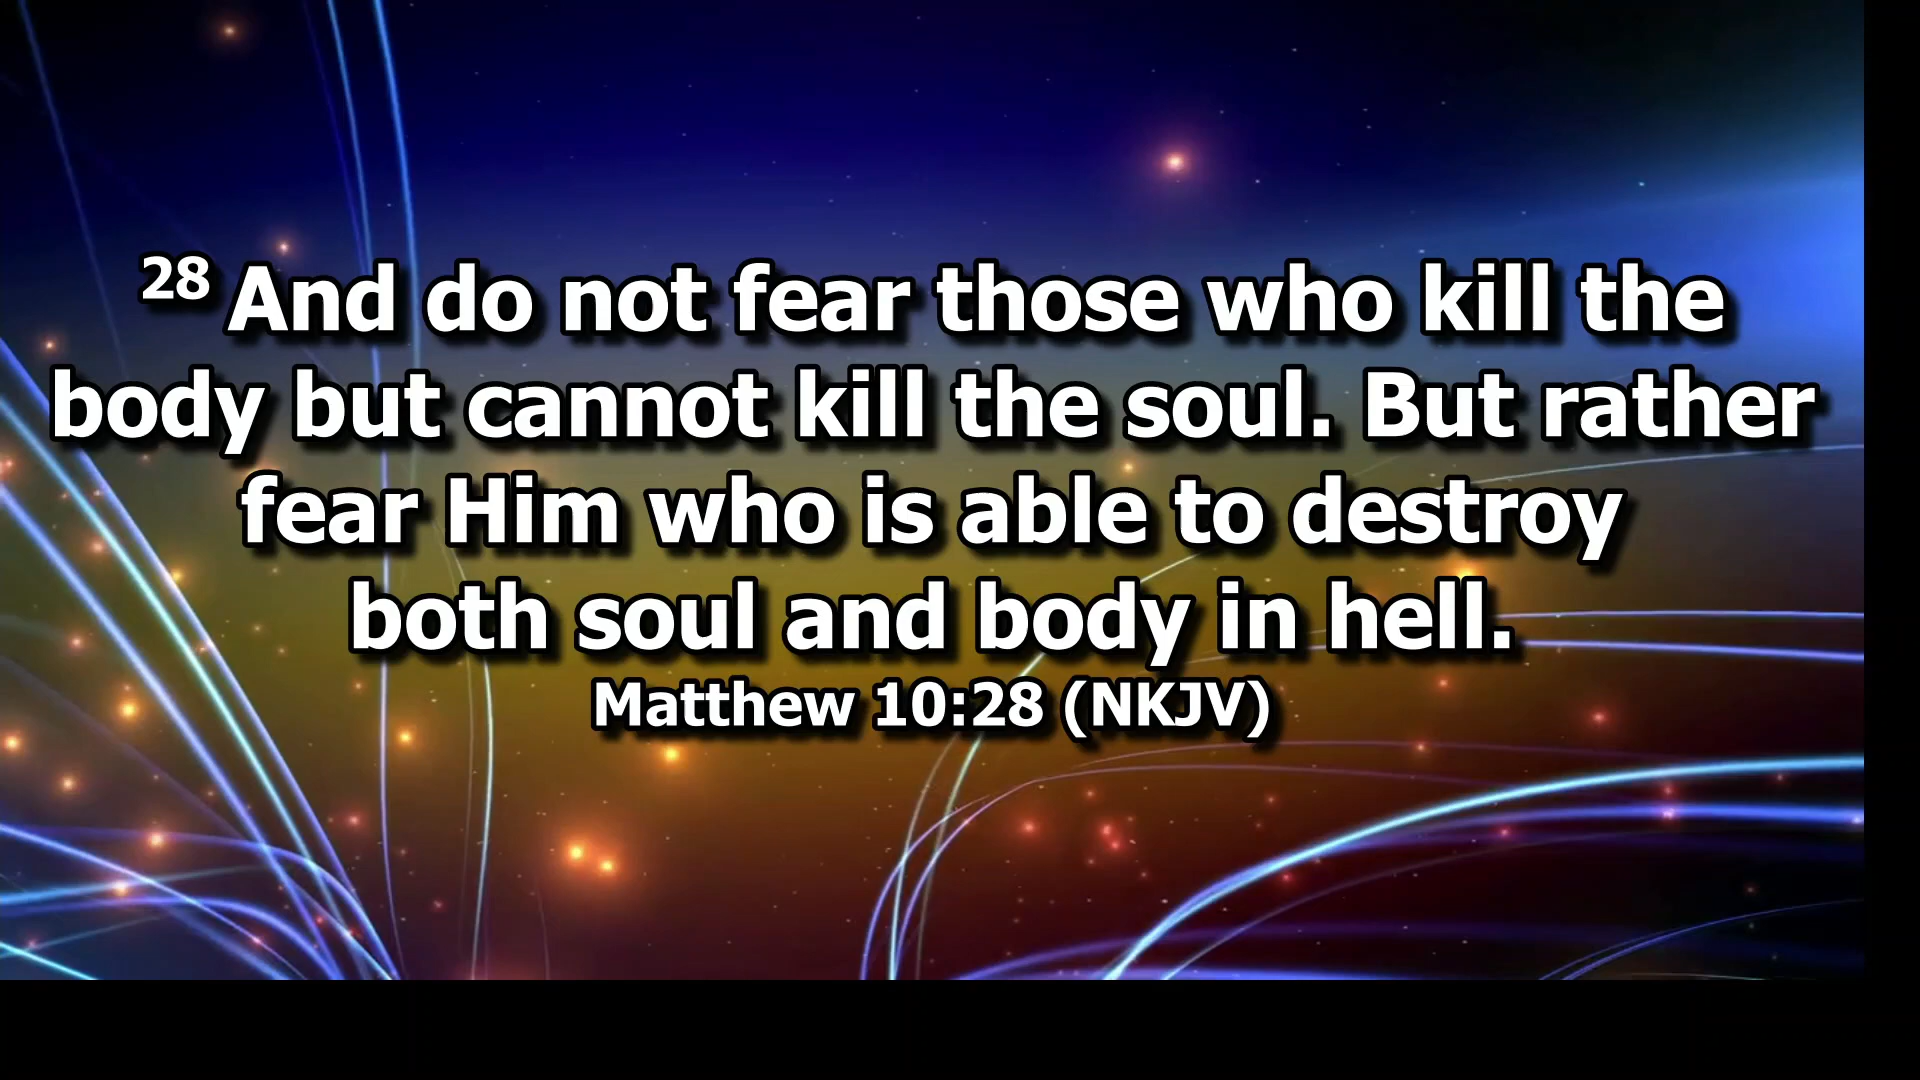 28 And do not fear those who kill the
body but cannot kill the soul. But rather
fear Him who is able to destroy
both soul and body in hell.
Matthew 10:28 (NKJV)